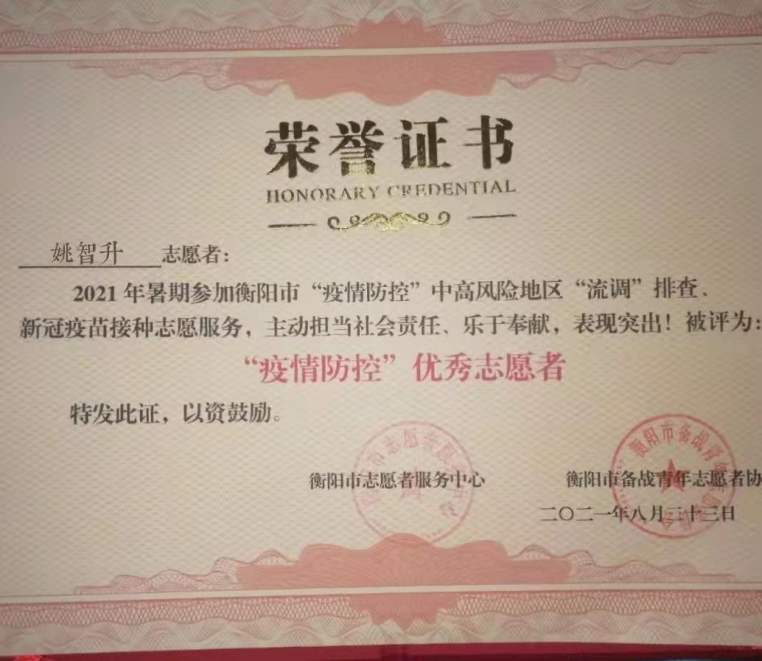 荣誉证书
HONORARY CREDENTIAL
姚智升 志愿者：
2021年暑期参加衡阳市“疫情防控”中高风险地区“流调”排查、
新冠疫苗接种志愿服务，主动担当社会责任、乐于奉献，表现突出！被评为：
“疫情防控”优秀志愿者
特发此证，以资鼓励。
衡阳市志愿者服务中心 衡阳市备战青年志愿者协
二〇二一年八月三十三日